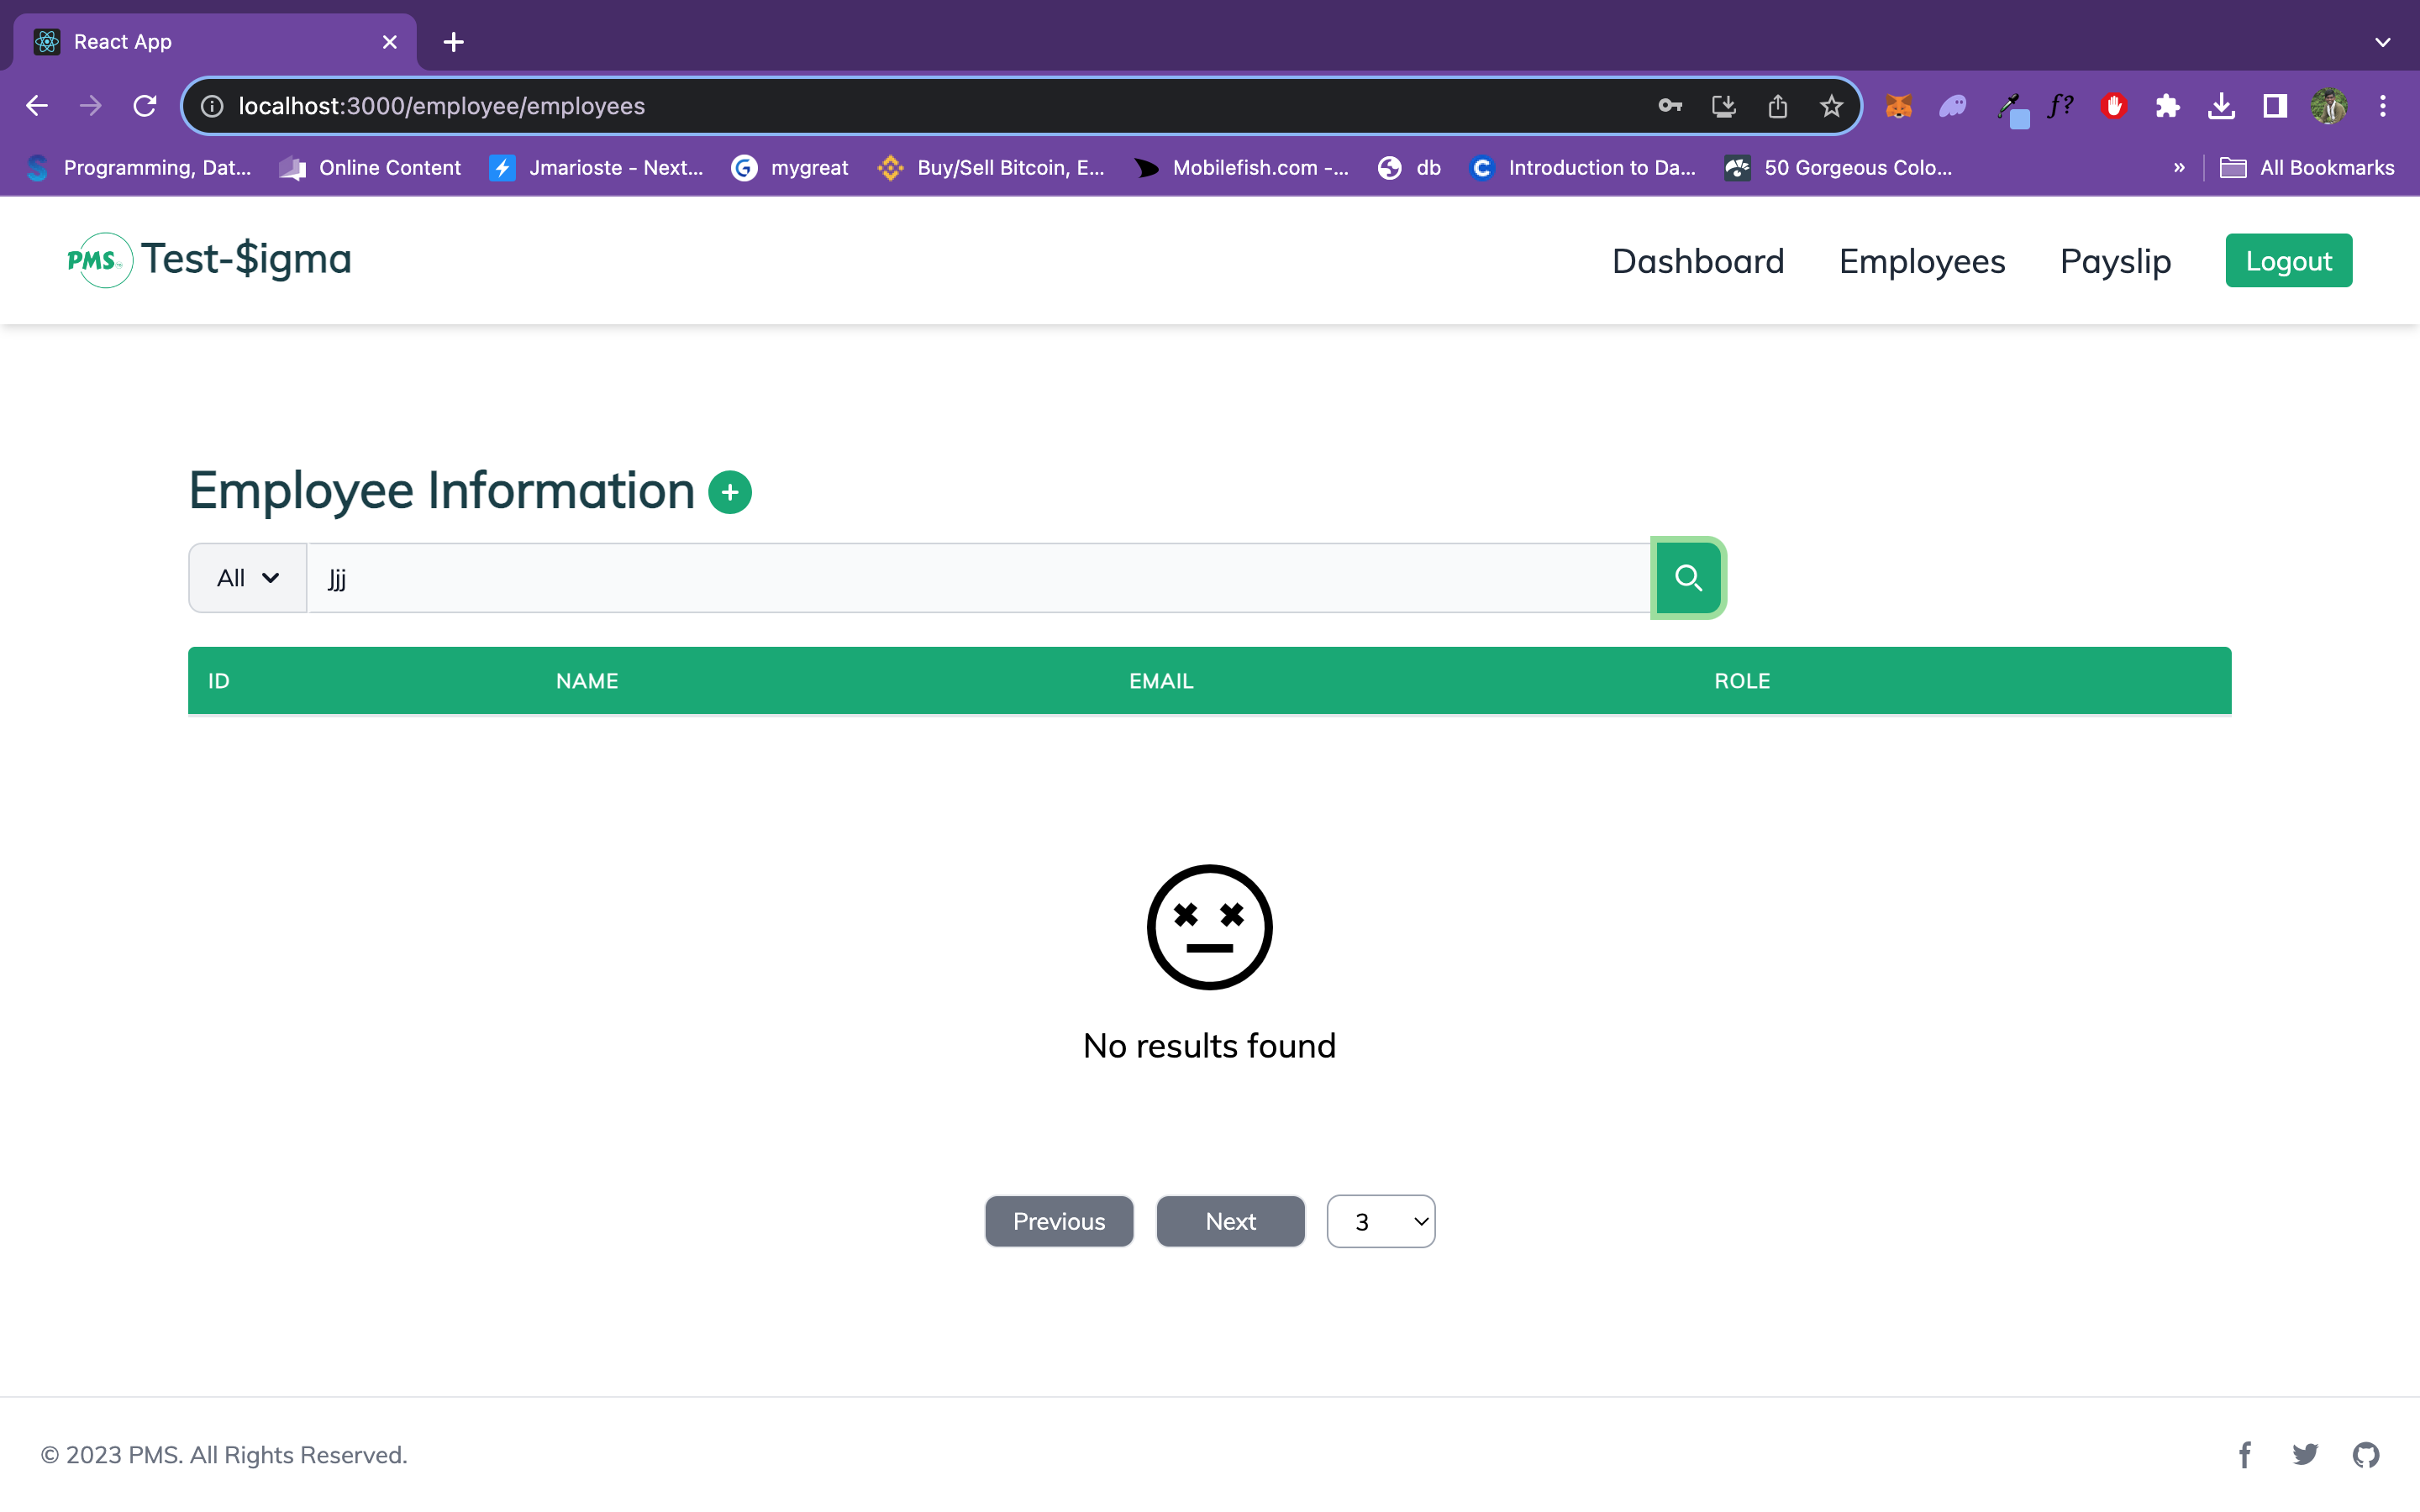 React App
localhost:3000/employee/employees
f?
Programming, Dat...
Online Content
Jmarioste - Next...
mygreat
Buy/Sell Bitcoin, E...
Mobilefish.com -...
db
Introduction to Da...
50 Gorgeous Colo...
»
All Bookmarks
PMS
Test-$igma
Dashboard
Employees
Payslip
Logout
Employee Information
All
Jjj
ID
NAME
EMAIL
ROLE
No results found
Previous
Next
3
© 2023 PMS. All Rights Reserved.